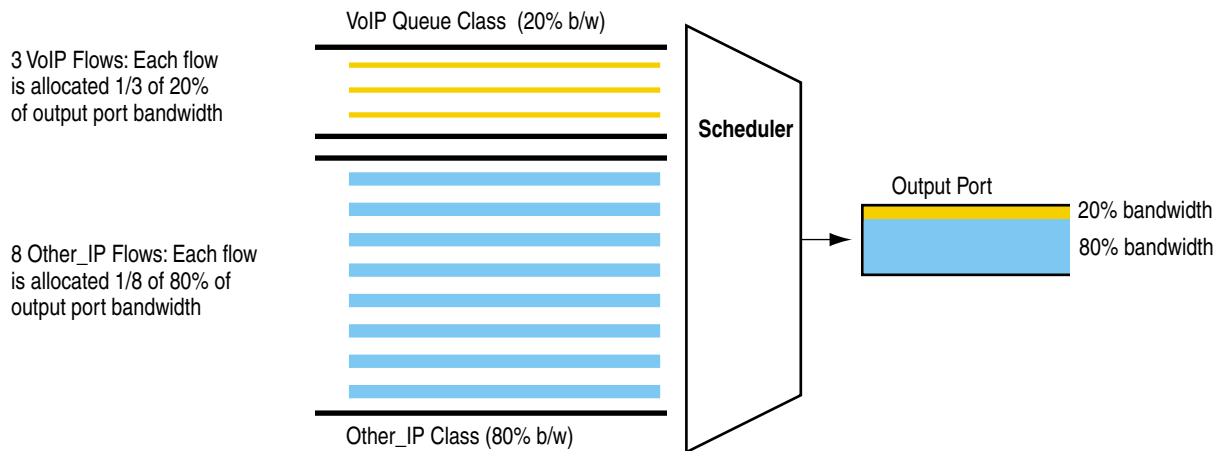 VoIP Queue Class (20% b/w)
3 VoIP Flows: Each flow
is allocated 1/3 of 20%
of output port bandwidth
Scheduler
Output Port
20% bandwidth
80% bandwidth
8 Other_IP Flows: Each flow
is allocated 1/8 of 80% of
output port bandwidth
Other_IP Class (80% b/w)